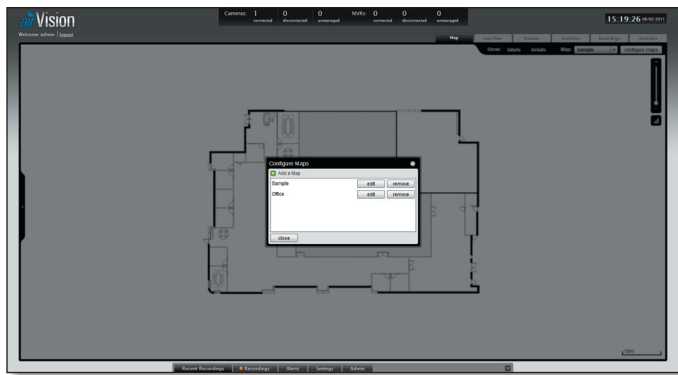 airVision
Welcome admin | logout
Cameras: 1 connected 0 disconnected 0 unmanaged NVRs: 0 connected 0 disconnected 0 unmanaged
15:19:26
Map Live View Devices Statistics Recordings Analytics
Show: labels details Map: Sample configure maps
Configure Maps
Add a Map
Sample edit remove
Office edit remove
close
Recent Recordings Recordings Alerts Settings Admin